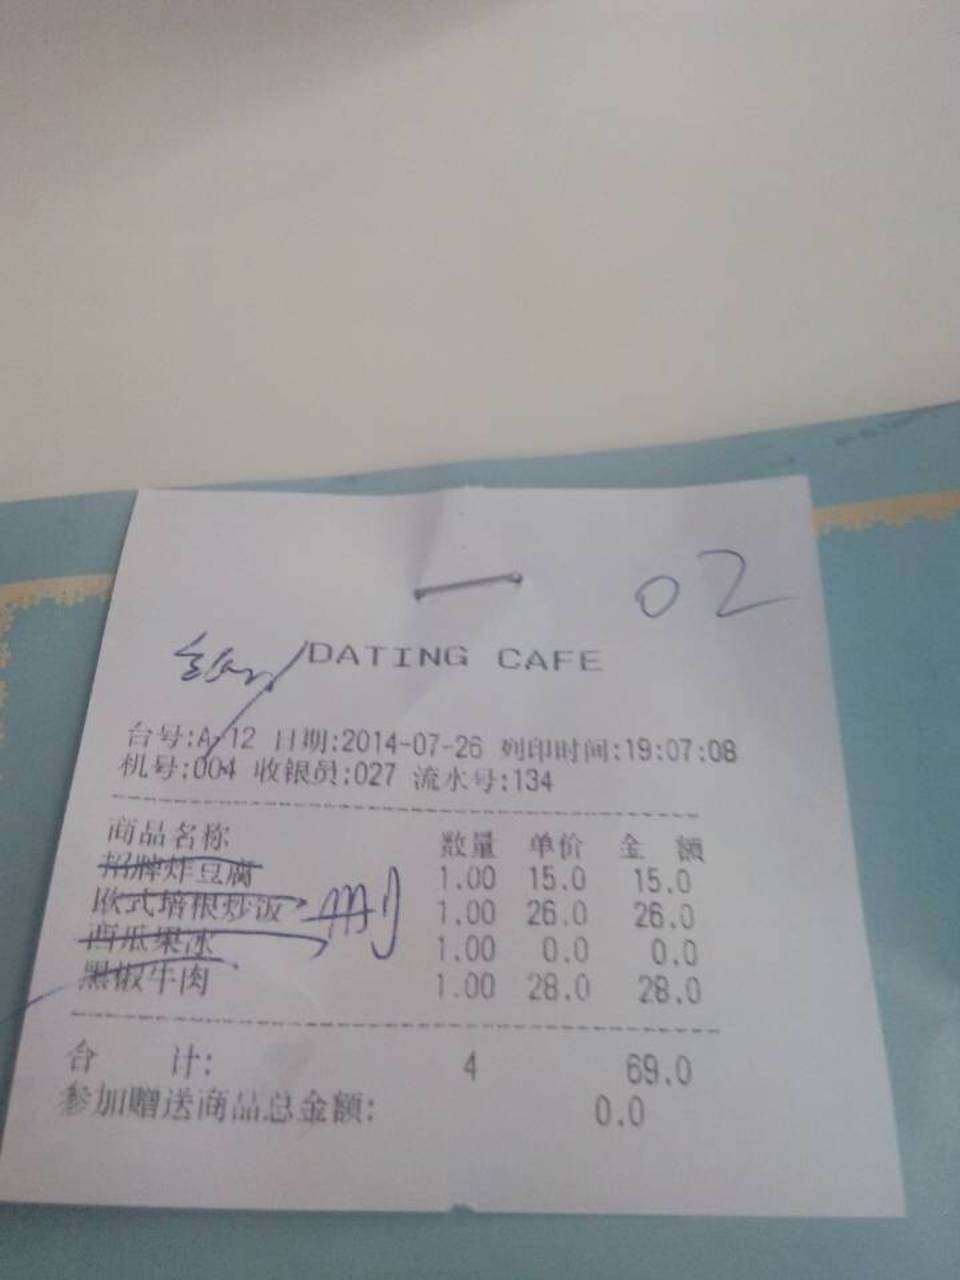 02
DATING CAFE
台号:A-12 日期:2014-07-26 列印时间:19:07:08
机号:004 收银员:027 流水号:134
商品名称 数量 单价 金 额
招牌炸豆腐 1.00 15.0 15.0
欧式培根炒饭 1.00 26.0 26.0
西瓜果冰 1.00 0.0 0.0
黑椒牛肉 1.00 28.0 28.0
删
合 计: 4 69.0
参加赠送商品总金额: 0.0